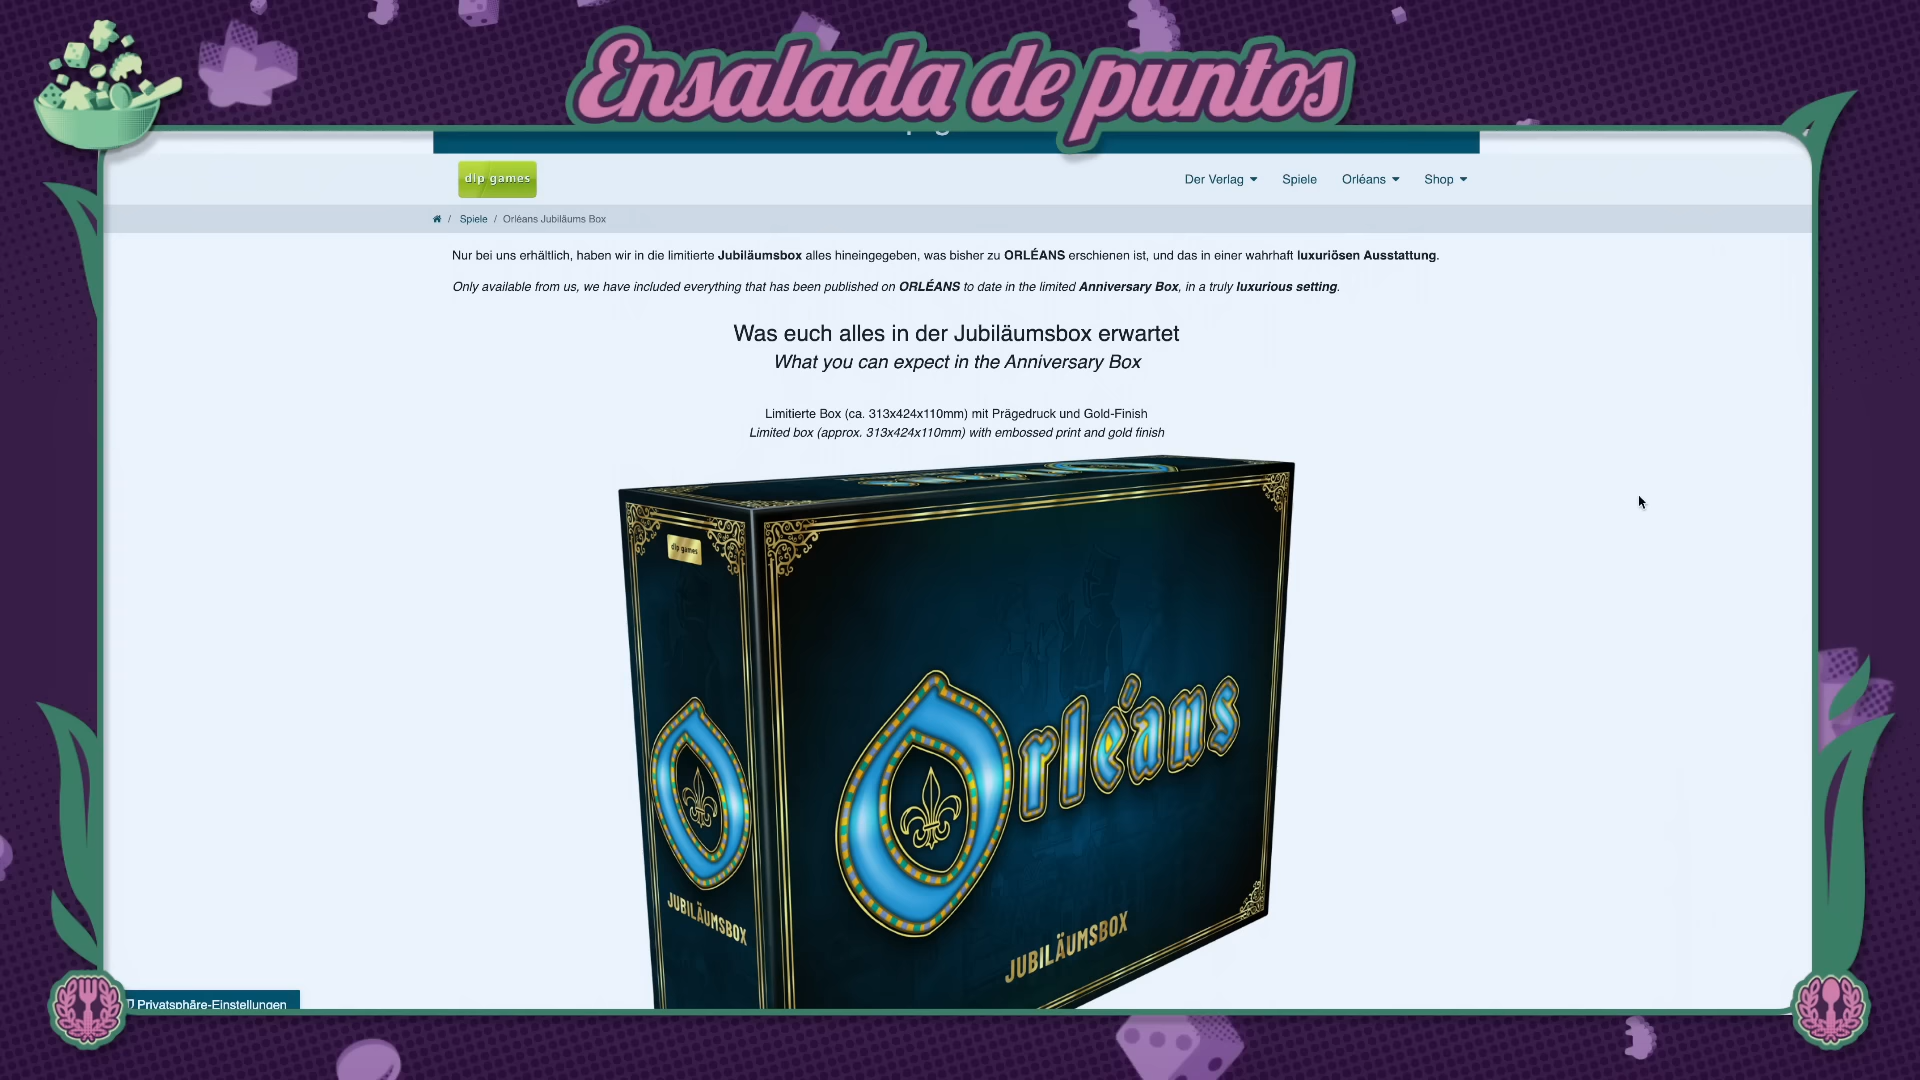 Ensalada de puntos
dlp games
Der Verlag
Spiele
Orléans
Shop
/ Spiele / Orléans Jubiläums Box
Nur bei uns erhältlich, haben wir in die limitierte Jubiläumsbox alles hineingegeben, was bisher zu ORLÉANS erschienen ist, und das in einer wahrhaft luxuriösen Ausstattung.
Only available from us, we have included everything that has been published on ORLÉANS to date in the limited Anniversary Box, in a truly luxurious setting.
Was euch alles in der Jubiläumsbox erwartet
What you can expect in the Anniversary Box
Limitierte Box (ca. 313x424x110mm) mit Prägedruck und Gold-Finish
Limited box (approx. 313x424x110mm) with embossed print and gold finish
dlp games
Orléans
JUBILÄUMSBOX
JUBILÄUMSBOX
Privatsphäre-Einstellungen